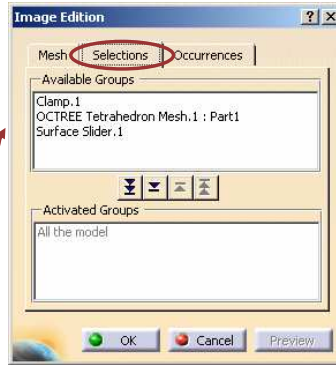 Image Edition
Mesh Selections Occurrences
Available Groups
Clamp.1
OCTREE Tetrahedron Mesh.1 : Part1
Surface Slider.1
Activated Groups
All the model
OK Cancel Preview